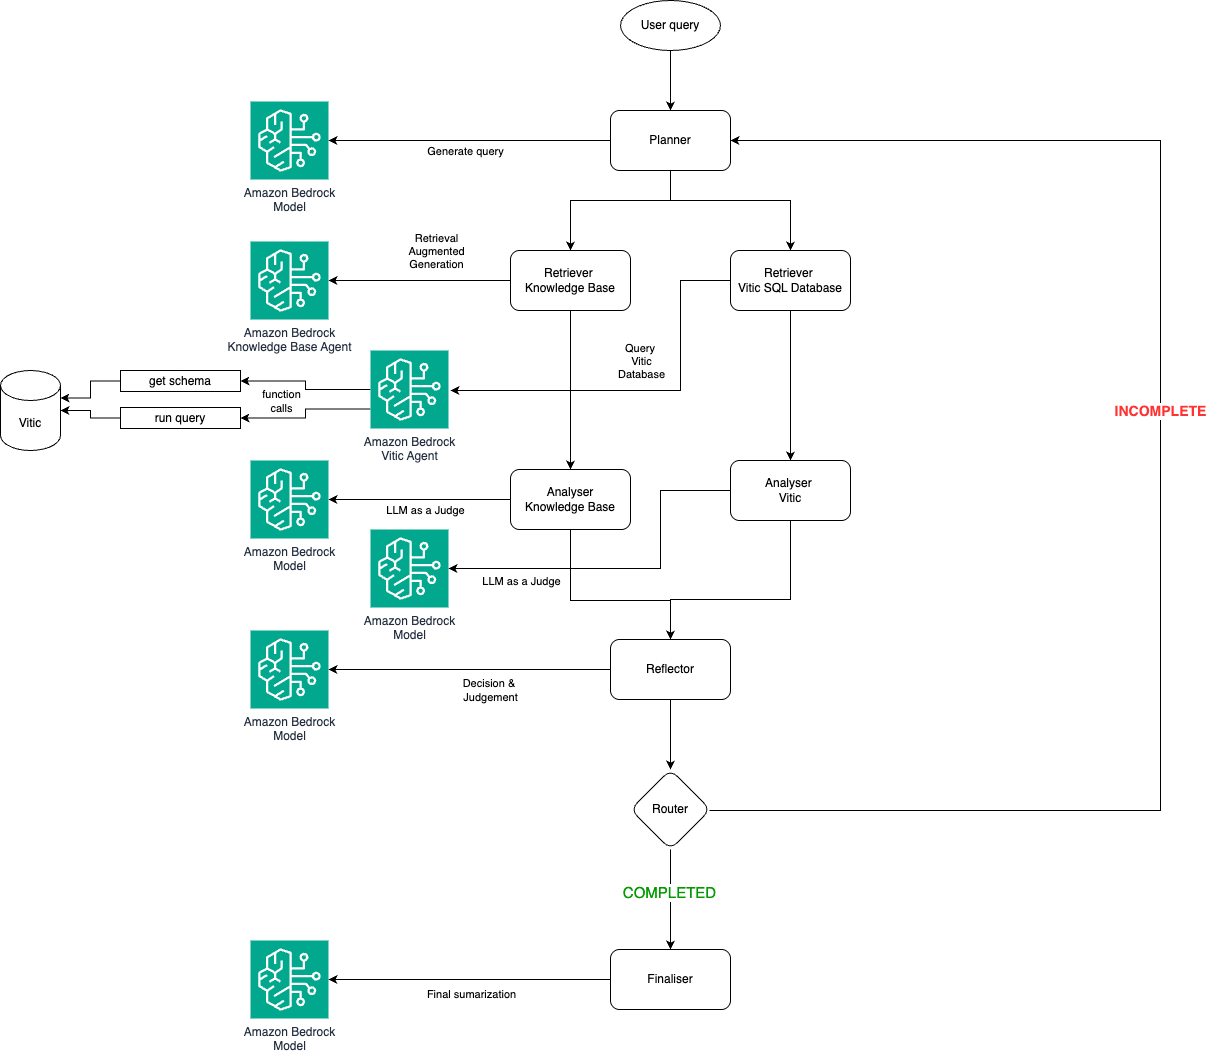 User query
Planner
Generate query
Amazon Bedrock
Model
Retrieval
Augmented
Generation
Retriever
Knowledge Base
Retriever
Vitic SQL Database
Amazon Bedrock
Knowledge Base Agent
Query
Vitic
Database
get schema
function
calls
run query
Vitic
Amazon Bedrock
Vitic Agent
INCOMPLETE
Analyser
Knowledge Base
Analyser
Vitic
LLM as a Judge
Amazon Bedrock
Model
LLM as a Judge
Amazon Bedrock
Model
Reflector
Decision &
Judgement
Amazon Bedrock
Model
Router
COMPLETED
Finaliser
Final sumarization
Amazon Bedrock
Model